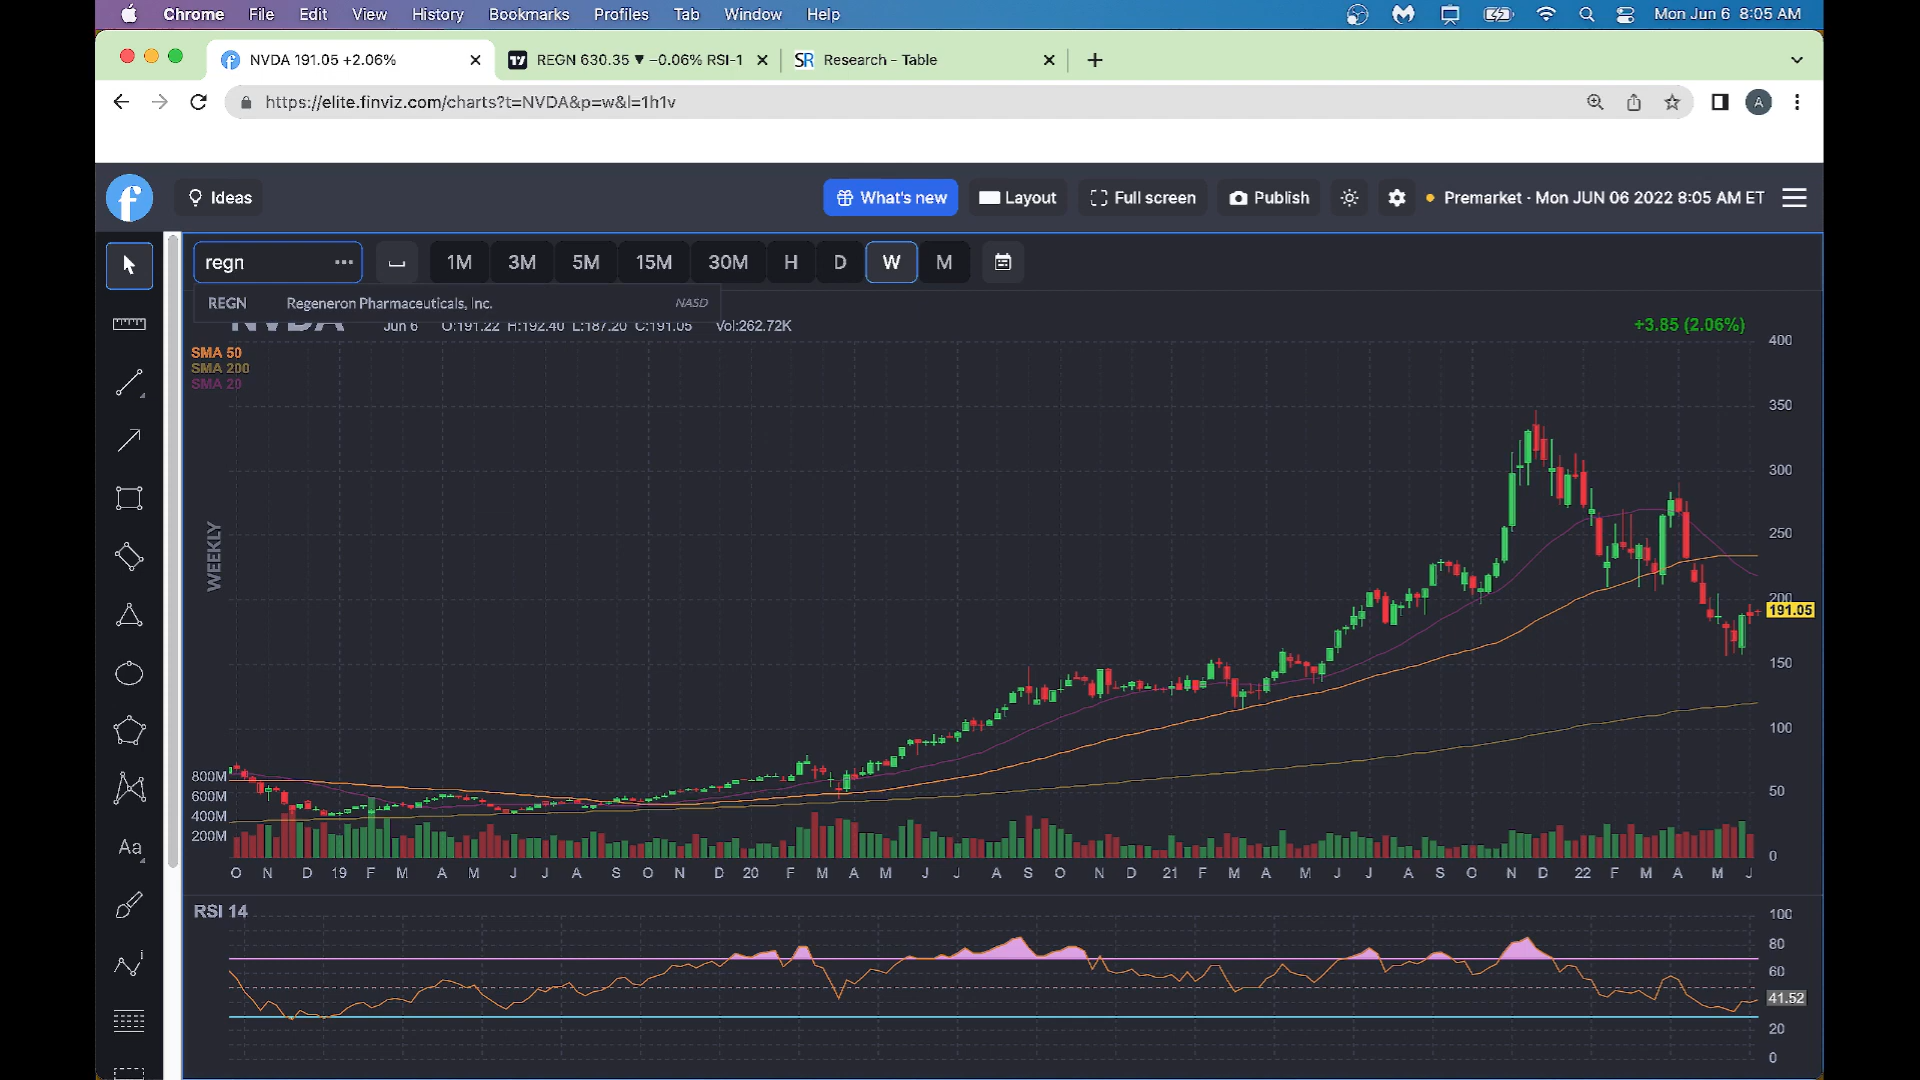 Chrome File Edit View History Bookmarks Profiles Tab Window Help Mon Jun 6 8:05 AM
NVDA 191.05 +2.06% REGN 630.35 ▼ −0.06% RSI-1 SR Research - Table
https://elite.finviz.com/charts?t=NVDA&p=w&l=1h1v A
f Ideas What's new Layout Full screen Publish Premarket · Mon JUN 06 2022 8:05 AM ET
regn 1M 3M 5M 15M 30M H D W M
REGN Regeneron Pharmaceuticals, Inc. NASD
NVDA Jun 6 O:191.22 H:192.40 L:187.20 C:191.05 Vol:262.72K +3.85 (2.06%)
SMA 50
SMA 200
SMA 20
WEEKLY
400
350
300
250
200
191.05
150
100
50
0
800M
600M
400M
200M
O N D 19 F M A M J J A S O N D 20 F M A M J J A S O N D 21 F M A M J J A S O N D 22 F M A M J
Aa
RSI 14
100
80
60
41.52
20
0